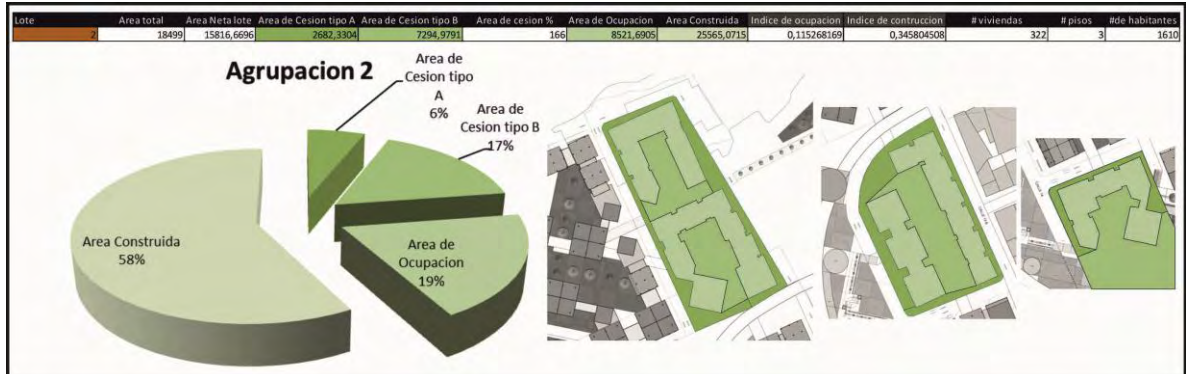 Lote Area total Area Neta lote Area de Cesion tipo A Area de Cesion tipo B Area de cesion % Area de Ocupacion Area Construida Indice de ocupacion Indice de contruccion # viviendas # pisos #de habitantes
2 18499 15816,6696 2682,3304 7294,9791 166 8521,6905 25565,0715 0,115268169 0,345804508 322 3 1610
Agrupacion 2
Area de
Cesion tipo
A
6%
Area de
Cesion tipo B
17%
Area Construida
58%
Area de
Ocupacion
19%